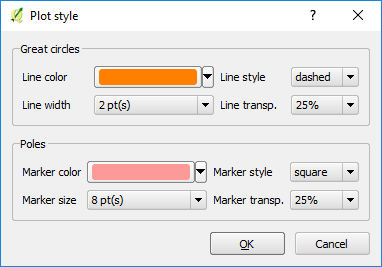 Plot style
Great circles
Line color Line style dashed
Line width 2 pt(s) Line transp. 25%
Poles
Marker color Marker style square
Marker size 8 pt(s) Marker transp. 25%
OK Cancel